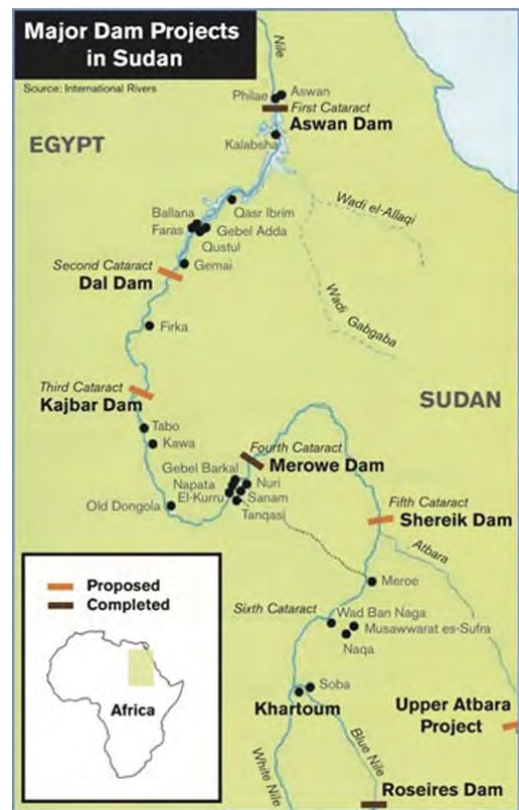 Major Dam Projects
in Sudan
Source: International Rivers
Nile
Philae
Aswan
First Cataract
Aswan Dam
EGYPT
Kalabsha
Wadi el-Allaqi
Ballana
Qasr Ibrim
Faras
Gebel Adda
Qustul
Second Cataract
Gemai
Dal Dam
Wadi Gabgaba
Firka
Third Cataract
Kajbar Dam
SUDAN
Tabo
Kawa
Fourth Cataract
Merowe Dam
Gebel Barkal
Napata
Nuri
El-Kurru
Sanam
Tanqasi
Old Dongola
Fifth Cataract
Shereik Dam
Atbara
Meroe
Proposed
Completed
Sixth Cataract
Wad Ban Naga
Musawwarat es-Sufra
Naqa
Africa
Soba
Khartoum
Upper Atbara
Project
White Nile
Blue Nile
Roseires Dam